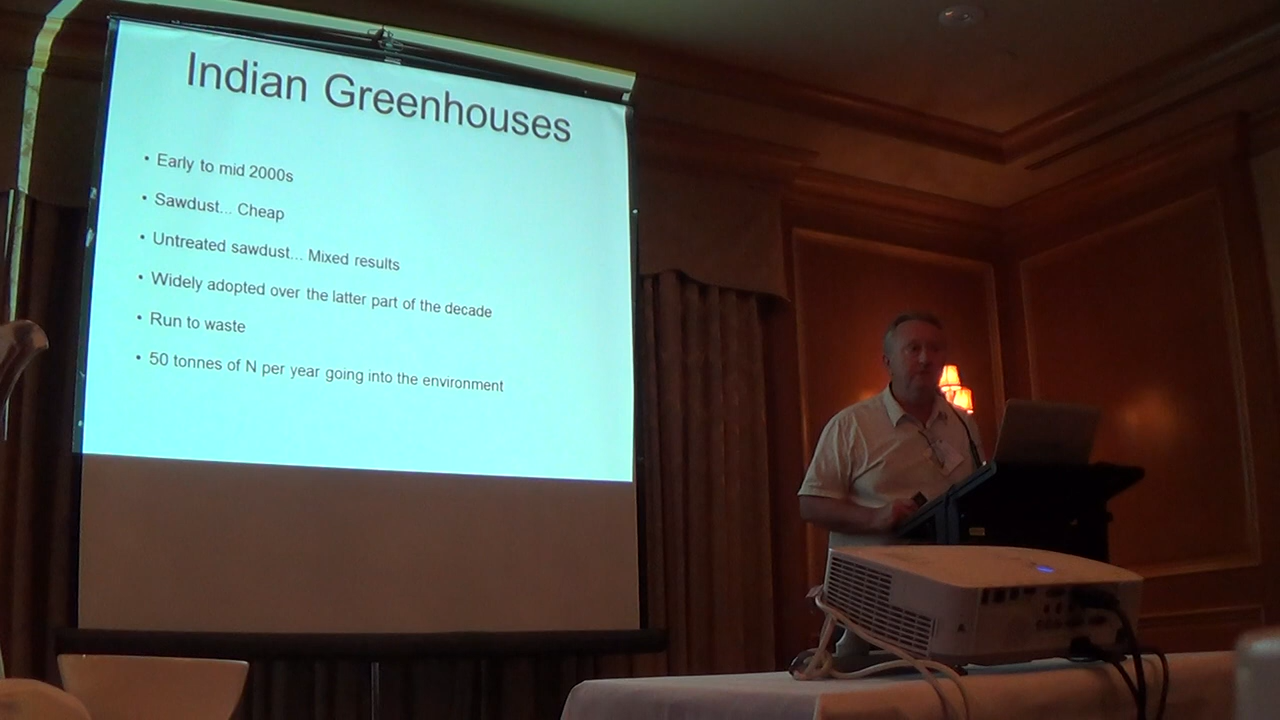 Indian Greenhouses
• Early to mid 2000s
• Sawdust... Cheap
• Untreated sawdust... Mixed results
• Widely adopted over the latter part of the decade
• Run to waste
• 50 tonnes of N per year going into the environment